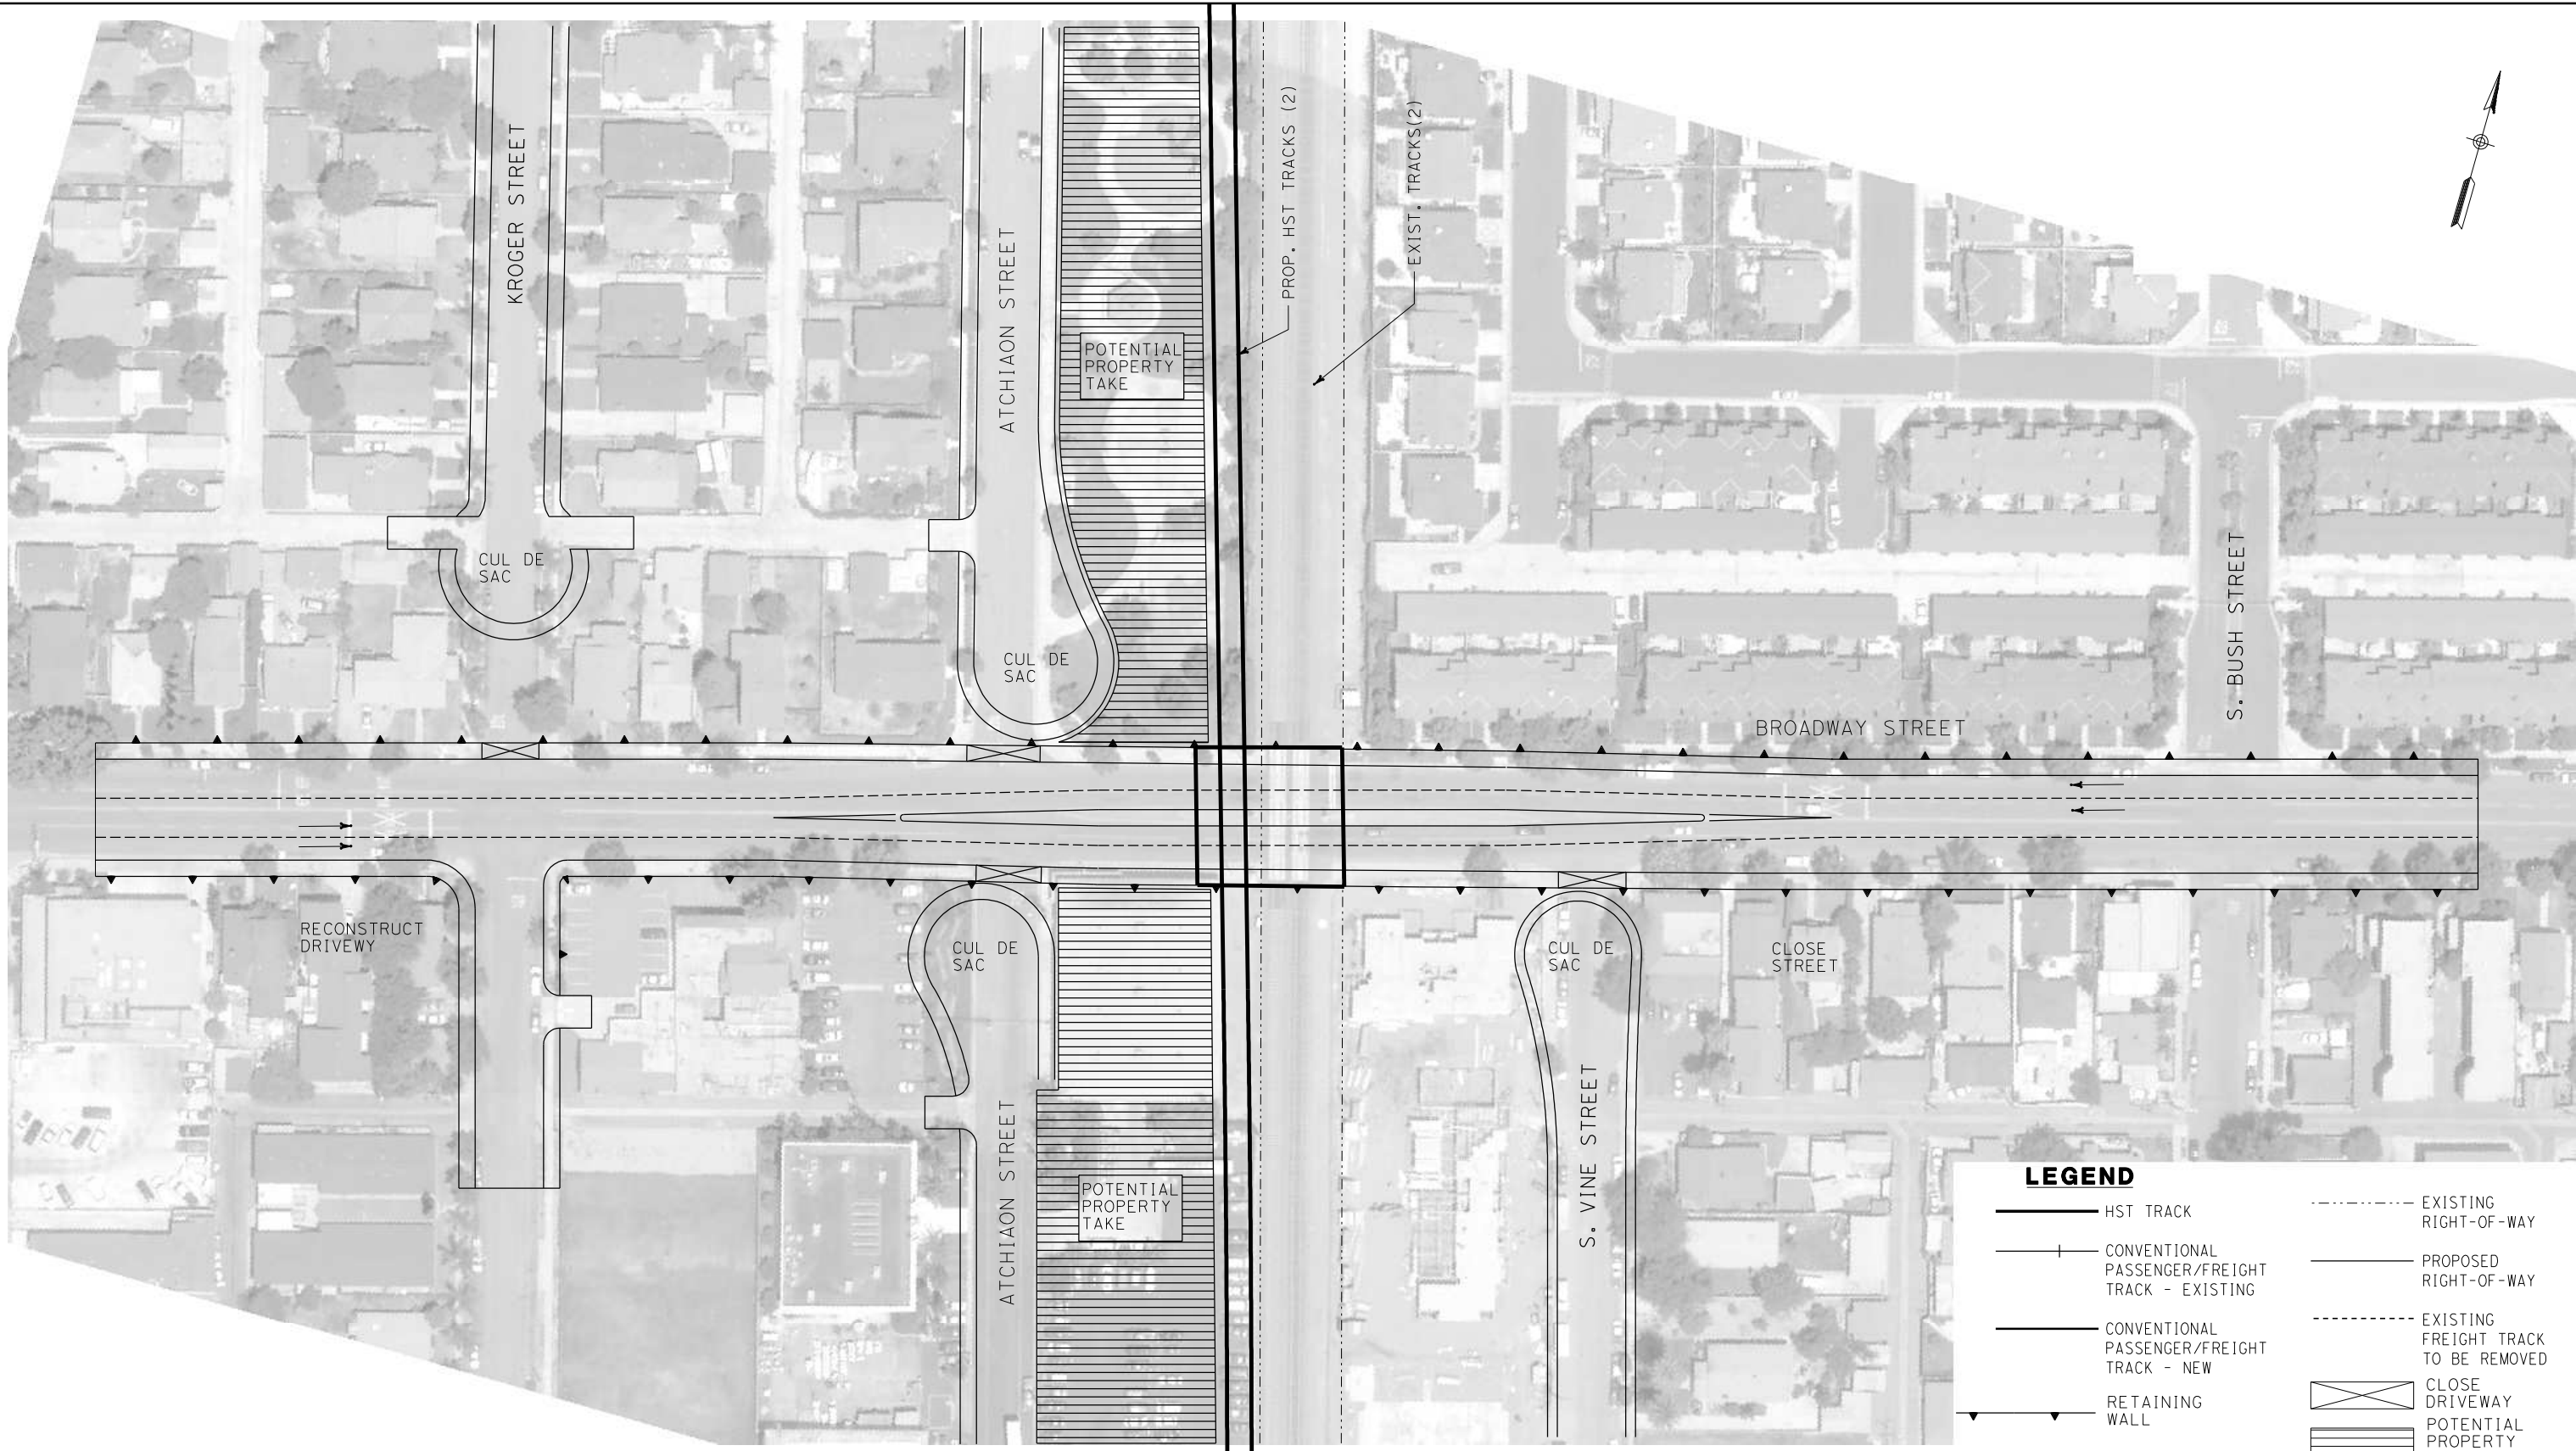 KROGER STREET
ATCHIAON STREET
PROP. HST TRACKS (2)
EXIST. TRACKS(2)
POTENTIAL
PROPERTY
TAKE
CUL DE
SAC
CUL DE
SAC
S. BUSH STREET
BROADWAY STREET
RECONSTRUCT
DRIVEWY
CUL DE
SAC
CUL DE
SAC
CLOSE
STREET
ATCHIAON STREET
POTENTIAL
PROPERTY
TAKE
S. VINE STREET
LEGEND
HST TRACK
CONVENTIONAL
PASSENGER/FREIGHT
TRACK - EXISTING
CONVENTIONAL
PASSENGER/FREIGHT
TRACK - NEW
RETAINING
WALL
EXISTING
RIGHT-OF-WAY
PROPOSED
RIGHT-OF-WAY
EXISTING
FREIGHT TRACK
TO BE REMOVED
CLOSE
DRIVEWAY
POTENTIAL
PROPERTY